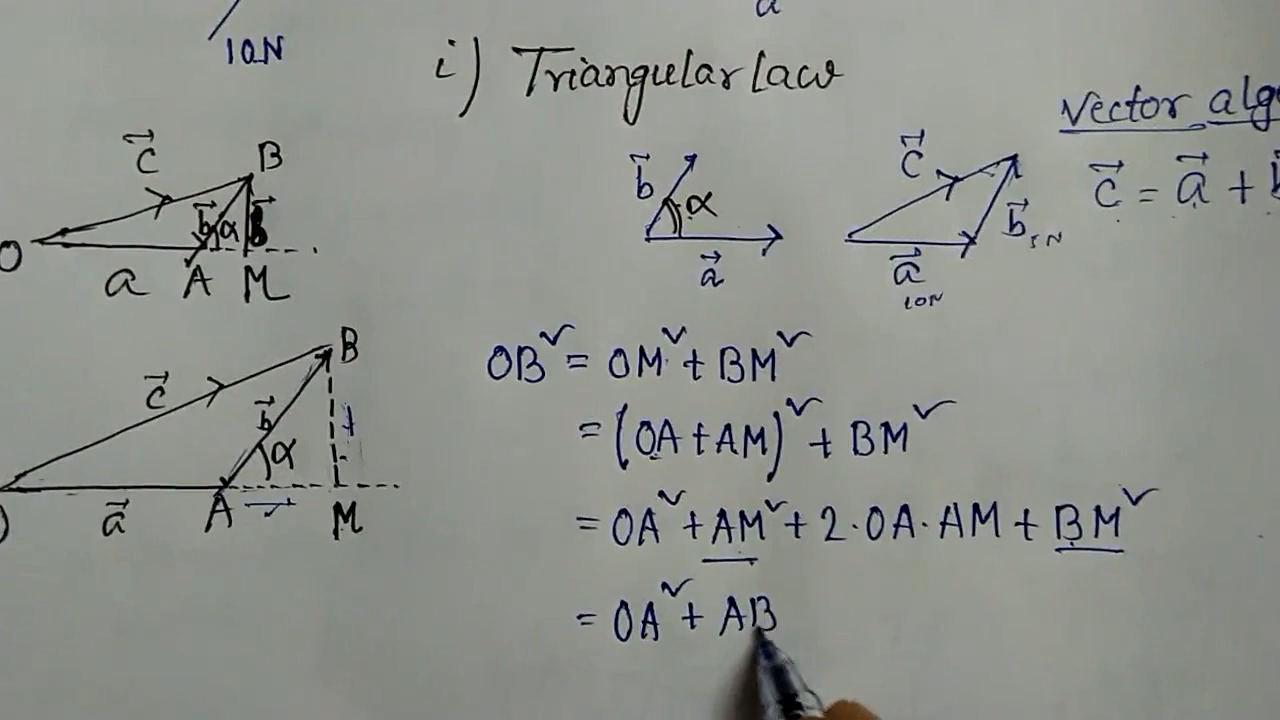 a
10N
i) Triangular law
vector alg
c⃗ = a⃗ + b
c⃗ B
b⃗ α
O a A M
b⃗ α
a⃗
c⃗
b⃗ 5N
a⃗
10N
B
c⃗ b⃗
α
a⃗ A M
OB² = OM² + BM²
= (OA + AM)² + BM²
= OA² + AM² + 2·OA·AM + BM²
= OA² + AB